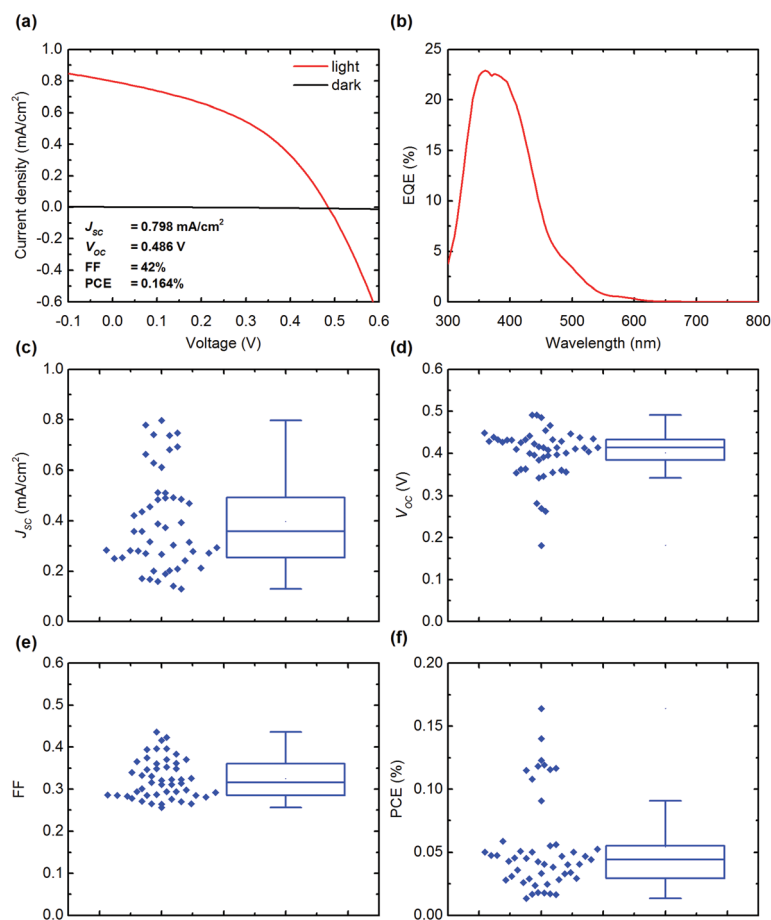 (a)
1.0
0.8
0.6
0.4
0.2
0.0
-0.2
-0.4
-0.6
Current density (mA/cm²)
light
dark
J_SC = 0.798 mA/cm²
V_OC = 0.486 V
FF = 42%
PCE = 0.164%
-0.1 0.0 0.1 0.2 0.3 0.4 0.5 0.6
Voltage (V)
(b)
25
20
15
10
5
0
EQE (%)
300 400 500 600 700 800
Wavelength (nm)
(c)
1.0
0.8
0.6
0.4
0.2
0.0
J_SC (mA/cm²)
(d)
0.6
0.5
0.4
0.3
0.2
0.1
0.0
V_OC (V)
(e)
0.6
0.5
0.4
0.3
0.2
0.1
0.0
FF
(f)
0.20
0.15
0.10
0.05
0.00
PCE (%)